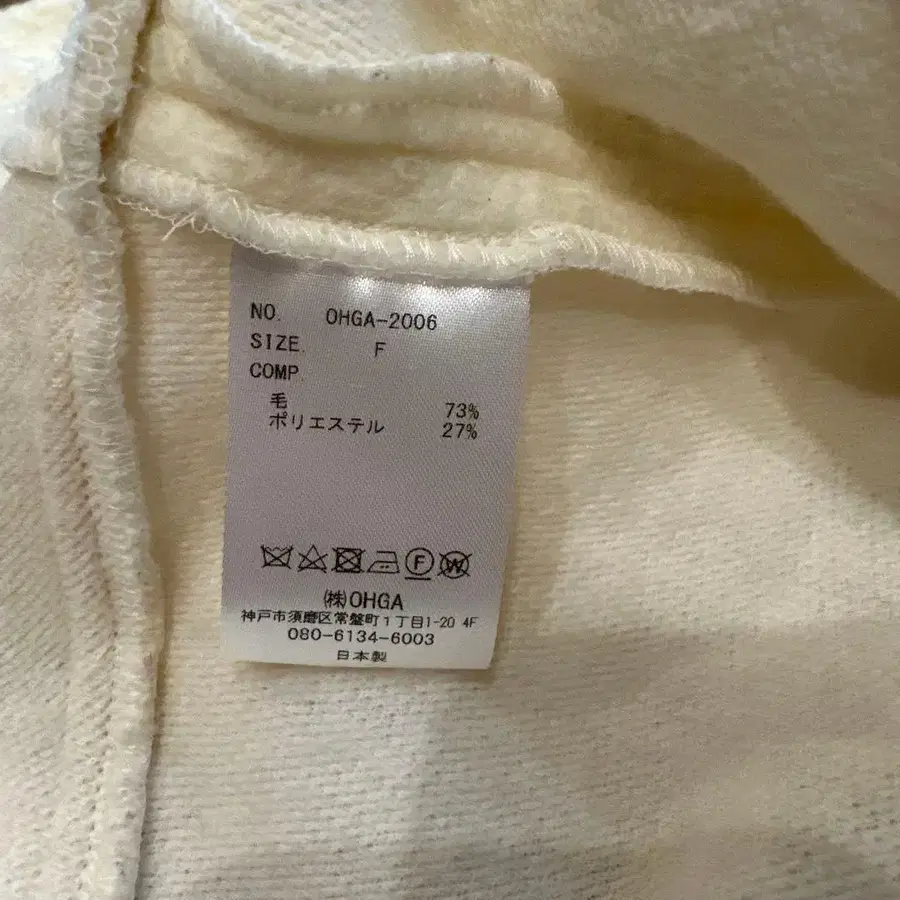 NO. OHGA-2006
SIZE. F
COMP.
毛 73%
ポリエステル 27%
F W
㈱OHGA
神戸市須磨区常盤町1丁目1-20 4F
080-6134-6003
日本製